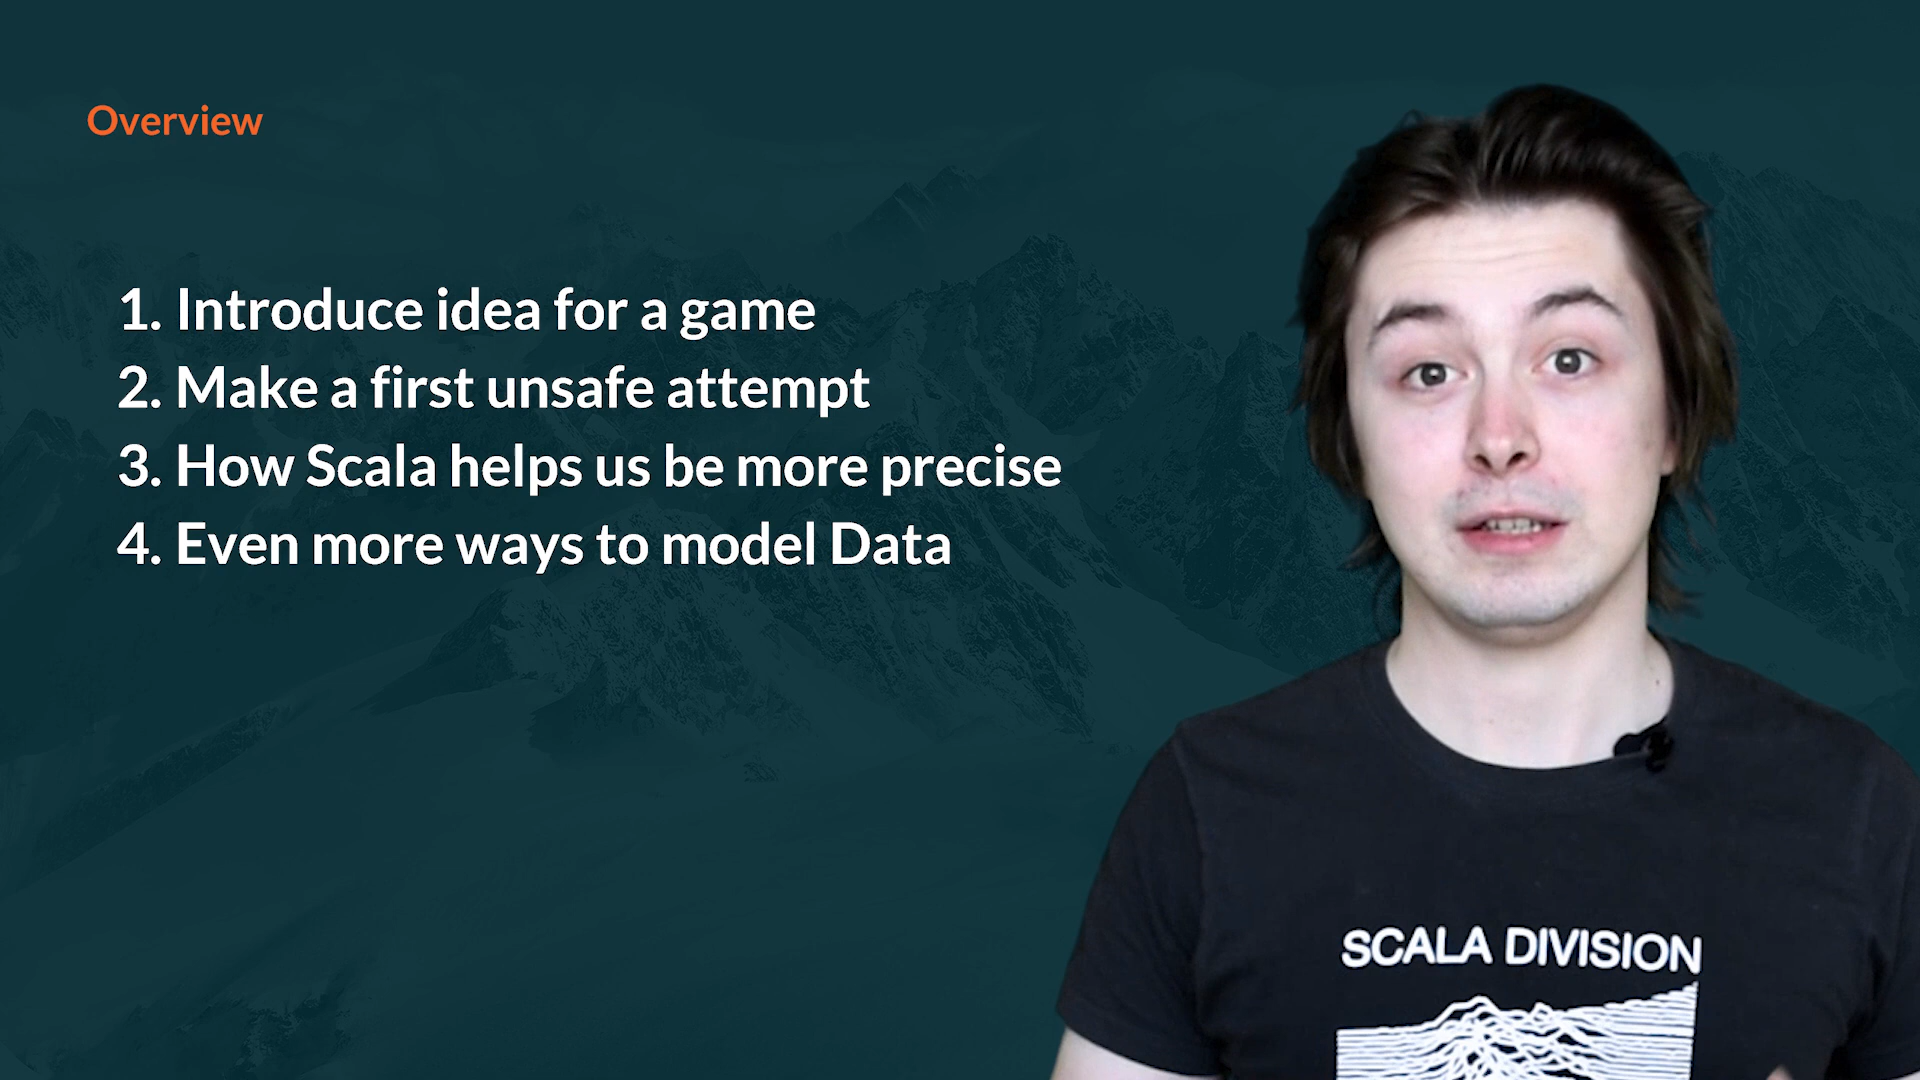 Overview
1. Introduce idea for a game
2. Make a first unsafe attempt
3. How Scala helps us be more precise
4. Even more ways to model Data
SCALA DIVISION